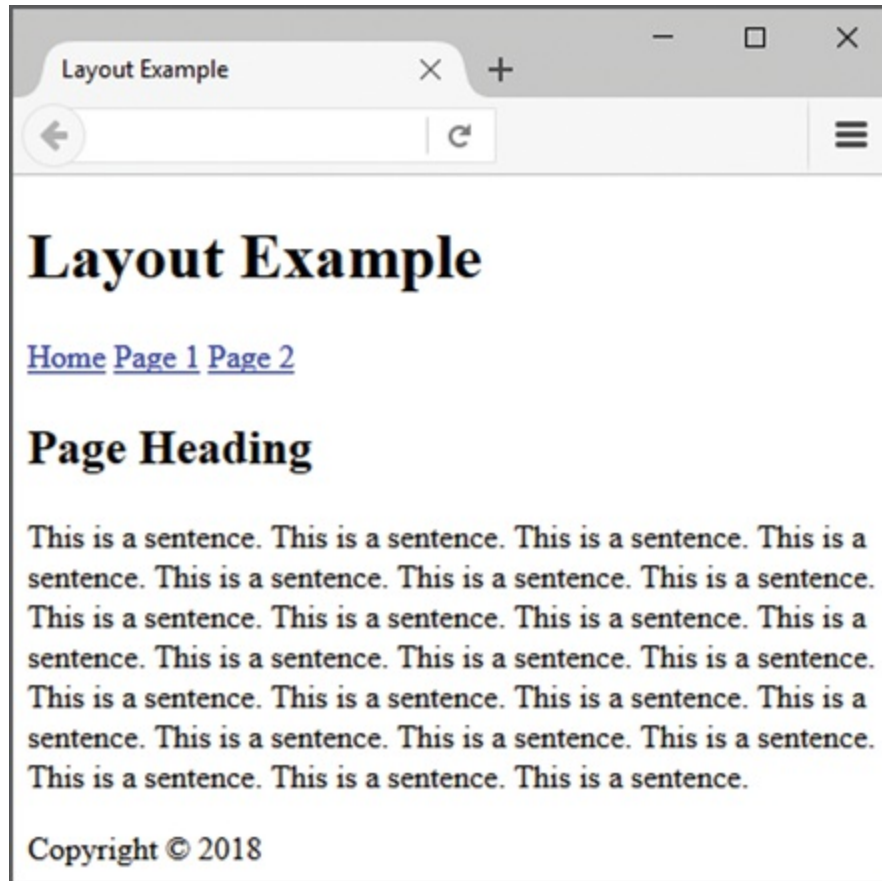 Layout Example
Layout Example
Home Page 1 Page 2
Page Heading
This is a sentence. This is a sentence. This is a sentence. This is a
sentence. This is a sentence. This is a sentence. This is a sentence.
This is a sentence. This is a sentence. This is a sentence. This is a
sentence. This is a sentence. This is a sentence. This is a sentence.
This is a sentence. This is a sentence. This is a sentence. This is a
sentence. This is a sentence. This is a sentence. This is a sentence.
This is a sentence. This is a sentence. This is a sentence.
Copyright © 2018